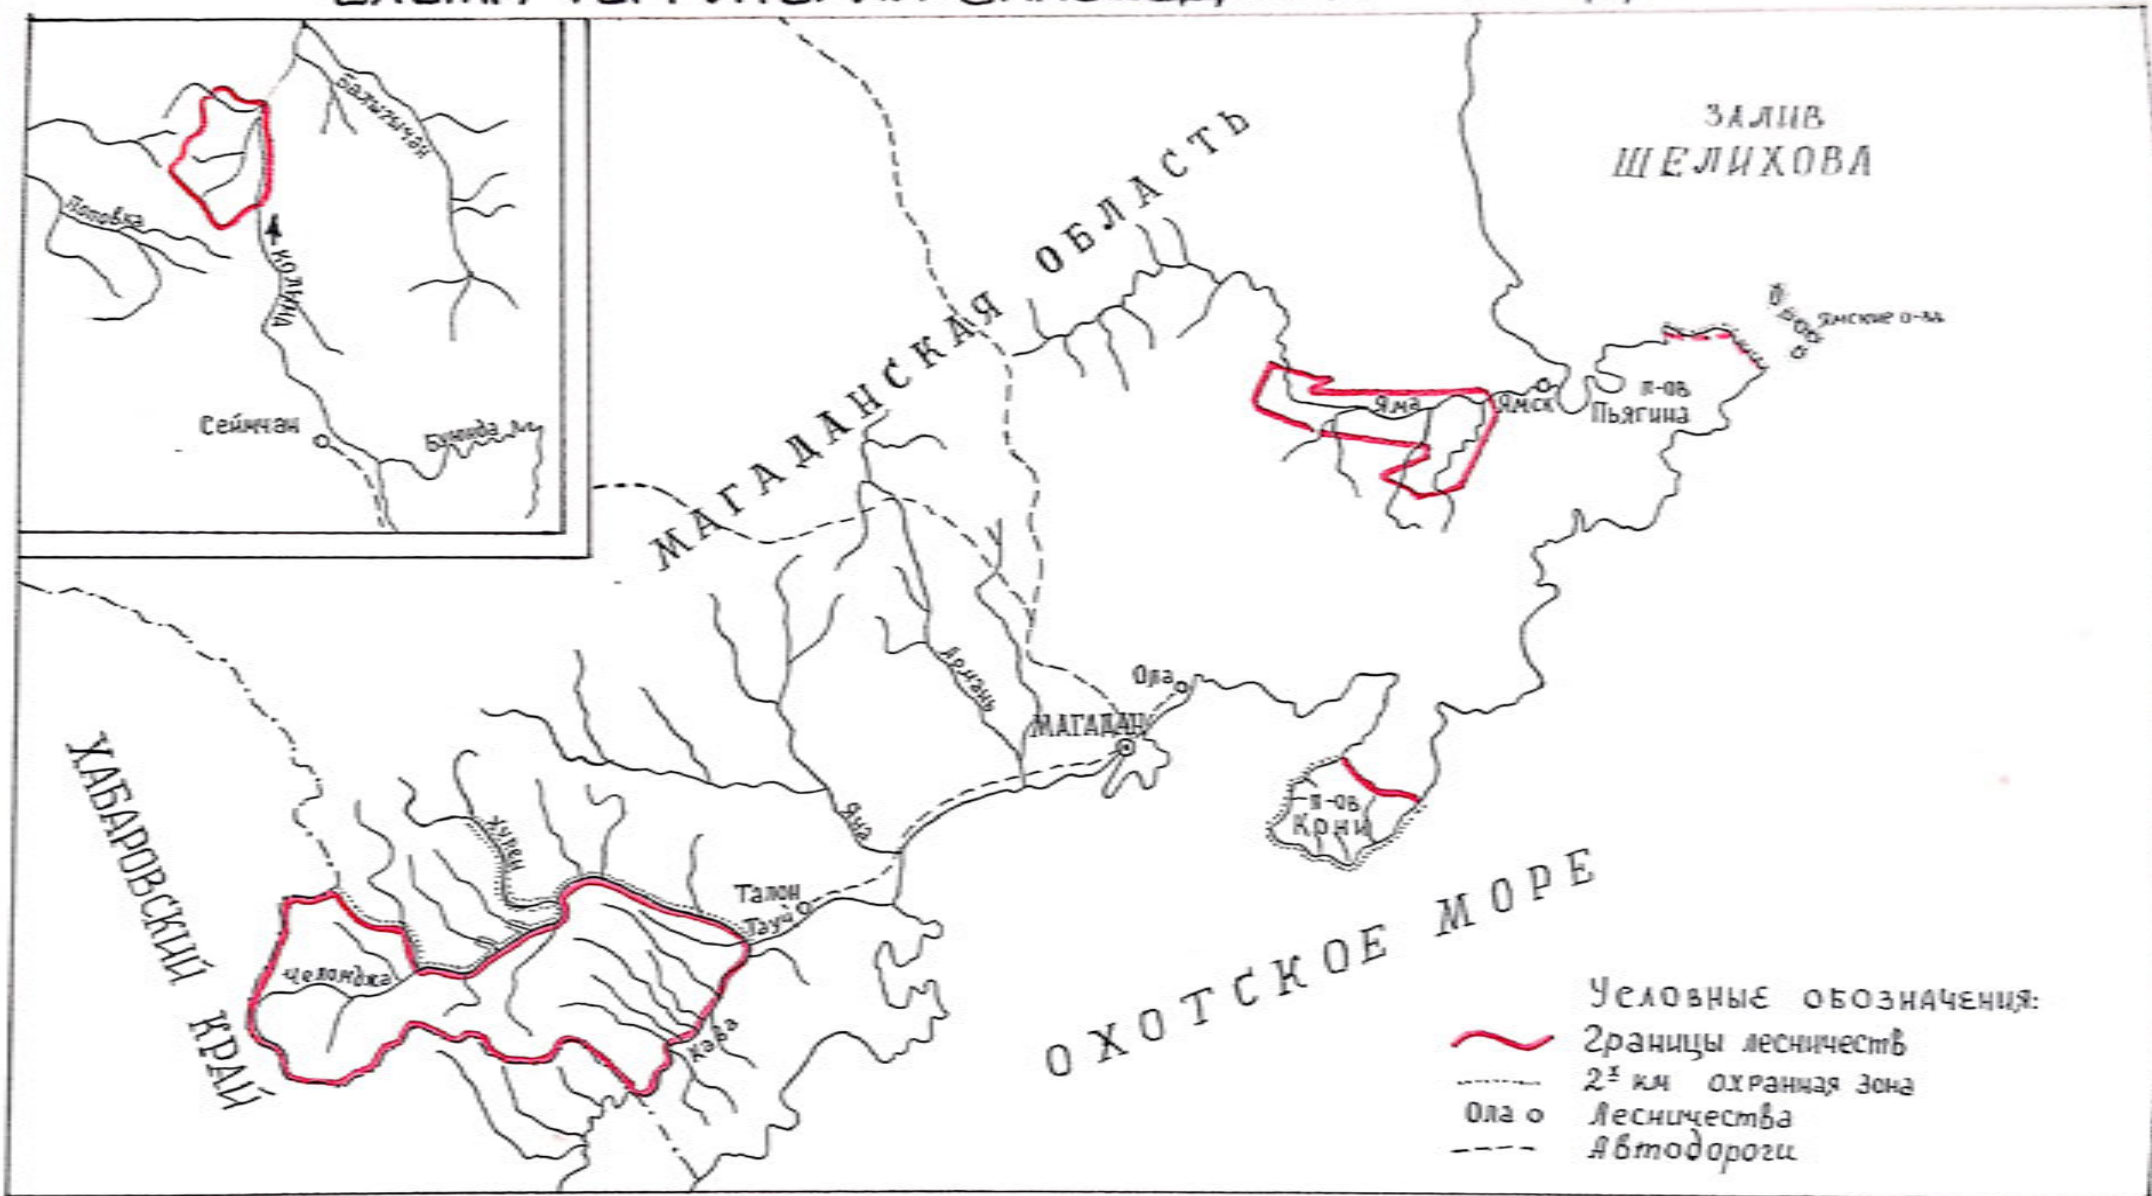 Балыгычан
Поповка
КОЛЫМА
Сеймчан
Буюнда
МАГАДАНСКАЯ ОБЛАСТЬ
ЗАЛИВ
ШЕЛИХОВА
Ямские о-ва
п-ов
Пьягина
Яма
Ямск
Армань
Ола
МАГАДАН
Яна
п-ов
Кони
ХАБАРОВСКИЙ КРАЙ
Хупен
Талон
Тауй
Челомджа
Кава
ОХОТСКОЕ МОРЕ
Условные обозначения:
Границы лесничеств
2х км охранная зона
Ола Лесничества
Автодороги